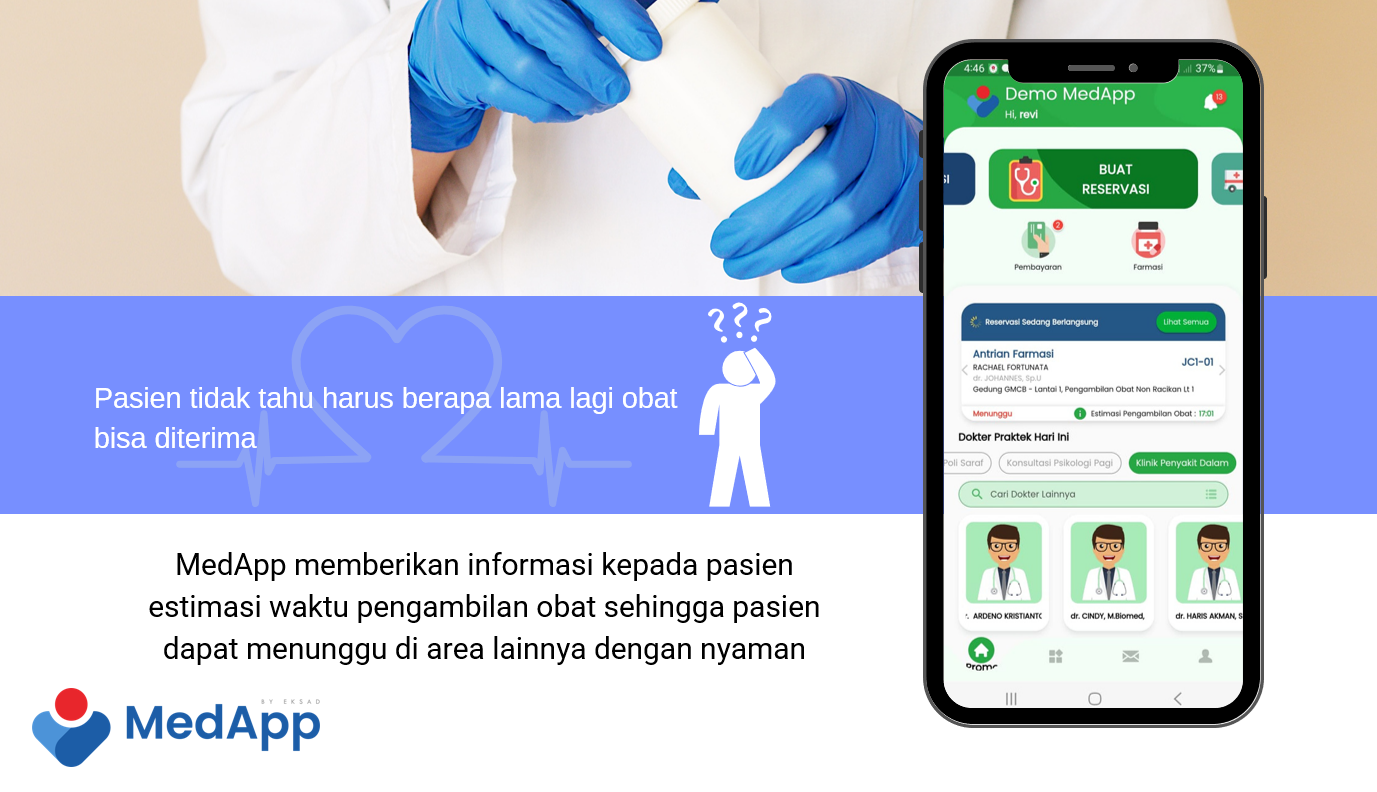 4:46
37%
Demo MedApp
13
Hi, revi
SI
BUAT
RESERVASI
2
Pembayaran
Farmasi
Reservasi Sedang Berlangsung
Lihat Semua
Antrian Farmasi
JC1-01
RACHAEL FORTUNATA
dr. JOHANNES, Sp.U
Gedung GMCB - Lantai 1, Pengambilan Obat Non Racikan Lt 1
Menunggu
i
Estimasi Pengambilan Obat : 17:01
Dokter Praktek Hari Ini
Poli Saraf
Konsultasi Psikologi Pagi
Klinik Penyakit Dalam
Cari Dokter Lainnya
ARDENO KRISTIANTO
dr. CINDY, M.Biomed,
dr. HARIS AKMAN, S
Promo
???
Pasien tidak tahu harus berapa lama lagi obat
bisa diterima
MedApp memberikan informasi kepada pasien
estimasi waktu pengambilan obat sehingga pasien
dapat menunggu di area lainnya dengan nyaman
BY EKSAD
MedApp